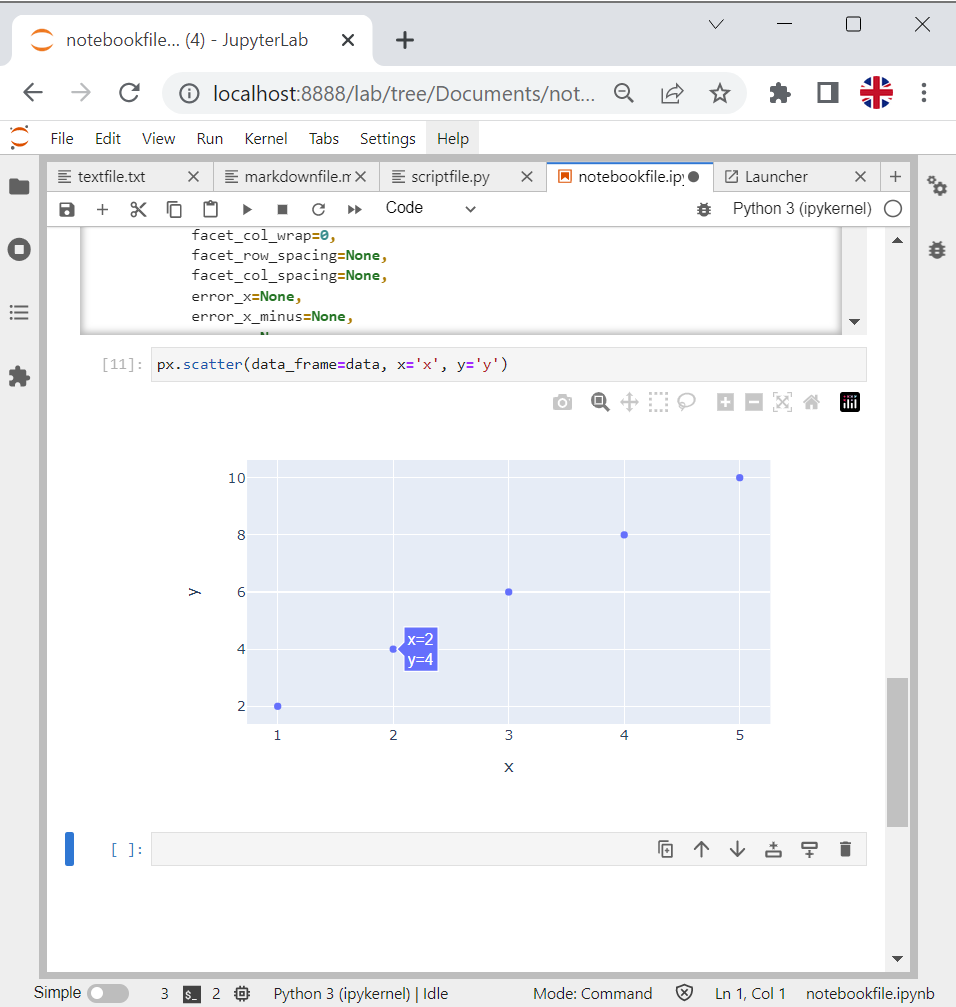 notebookfile... (4) - JupyterLab
localhost:8888/lab/tree/Documents/not...
File Edit View Run Kernel Tabs Settings Help
textfile.txt markdownfile.m scriptfile.py notebookfile.ipy Launcher
Code Python 3 (ipykernel)
facet_col_wrap=0,
facet_row_spacing=None,
facet_col_spacing=None,
error_x=None,
error_x_minus=None,
[11]: px.scatter(data_frame=data, x='x', y='y')
10
8
y
6
4
x=2
y=4
2
1 2 3 4 5
x
[ ]:
Simple 3 $_ 2 Python 3 (ipykernel) | Idle Mode: Command Ln 1, Col 1 notebookfile.ipynb